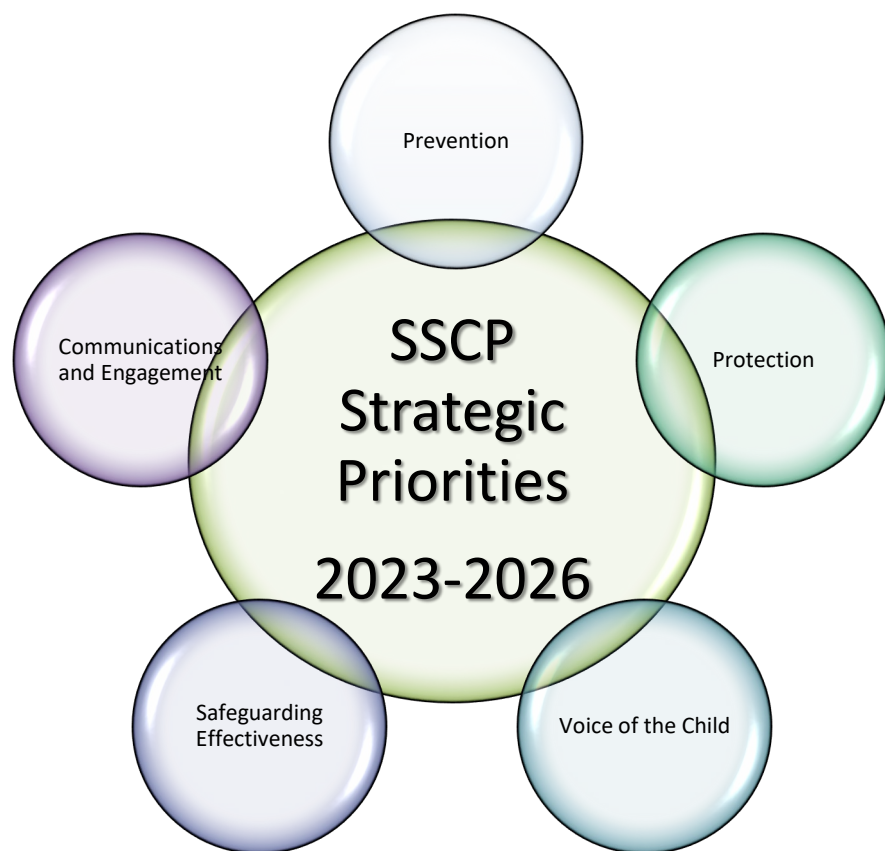 Prevention
Communications
and Engagement
SSCP
Strategic
Priorities
2023-2026
Protection
Safeguarding
Effectiveness
Voice of the Child